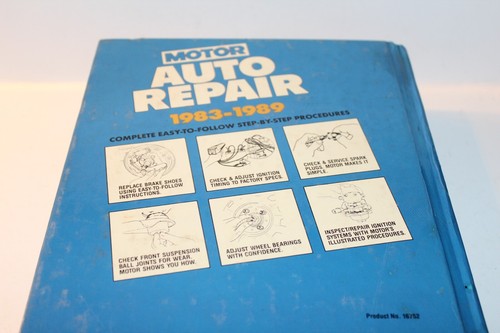 MOTOR
AUTO
REPAIR
1983-1989
COMPLETE EASY-TO-FOLLOW STEP-BY-STEP PROCEDURES
REPLACE BRAKE SHOES
USING EASY-TO-FOLLOW
INSTRUCTIONS.
CHECK & ADJUST IGNITION
TIMING TO FACTORY SPECS.
CHECK & SERVICE SPARK
PLUGS. MOTOR MAKES IT
SIMPLE.
CHECK FRONT SUSPENSION
BALL JOINTS FOR WEAR.
MOTOR SHOWS YOU HOW.
ADJUST WHEEL BEARINGS
WITH CONFIDENCE.
INSPECT/REPAIR IGNITION
SYSTEMS WITH MOTOR'S
ILLUSTRATED PROCEDURES.
Product No. 16152